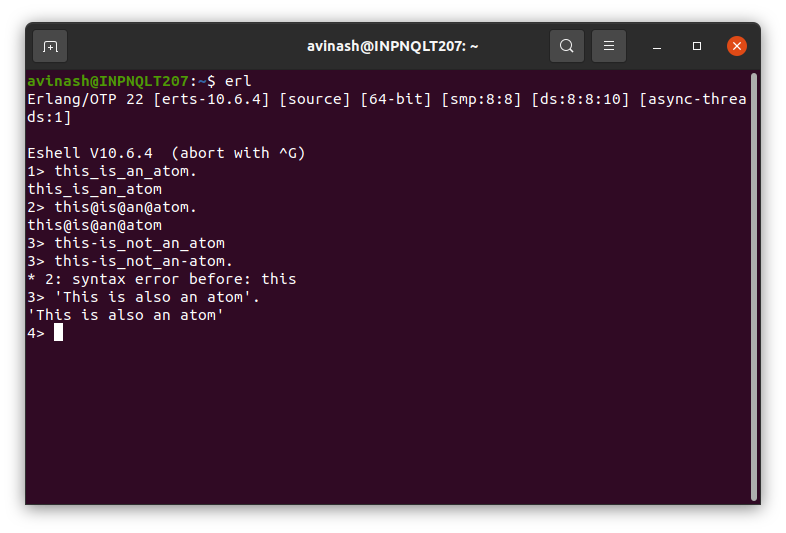 avinash@INPNQLT207: ~
avinash@INPNQLT207:~$ erl
Erlang/OTP 22 [erts-10.6.4] [source] [64-bit] [smp:8:8] [ds:8:8:10] [async-threa
ds:1]
Eshell V10.6.4  (abort with ^G)
1> this_is_an_atom.
this_is_an_atom
2> this@is@an@atom.
this@is@an@atom
3> this-is_not_an_atom
3> this-is_not_an-atom.
* 2: syntax error before: this
3> 'This is also an atom'.
'This is also an atom'
4>